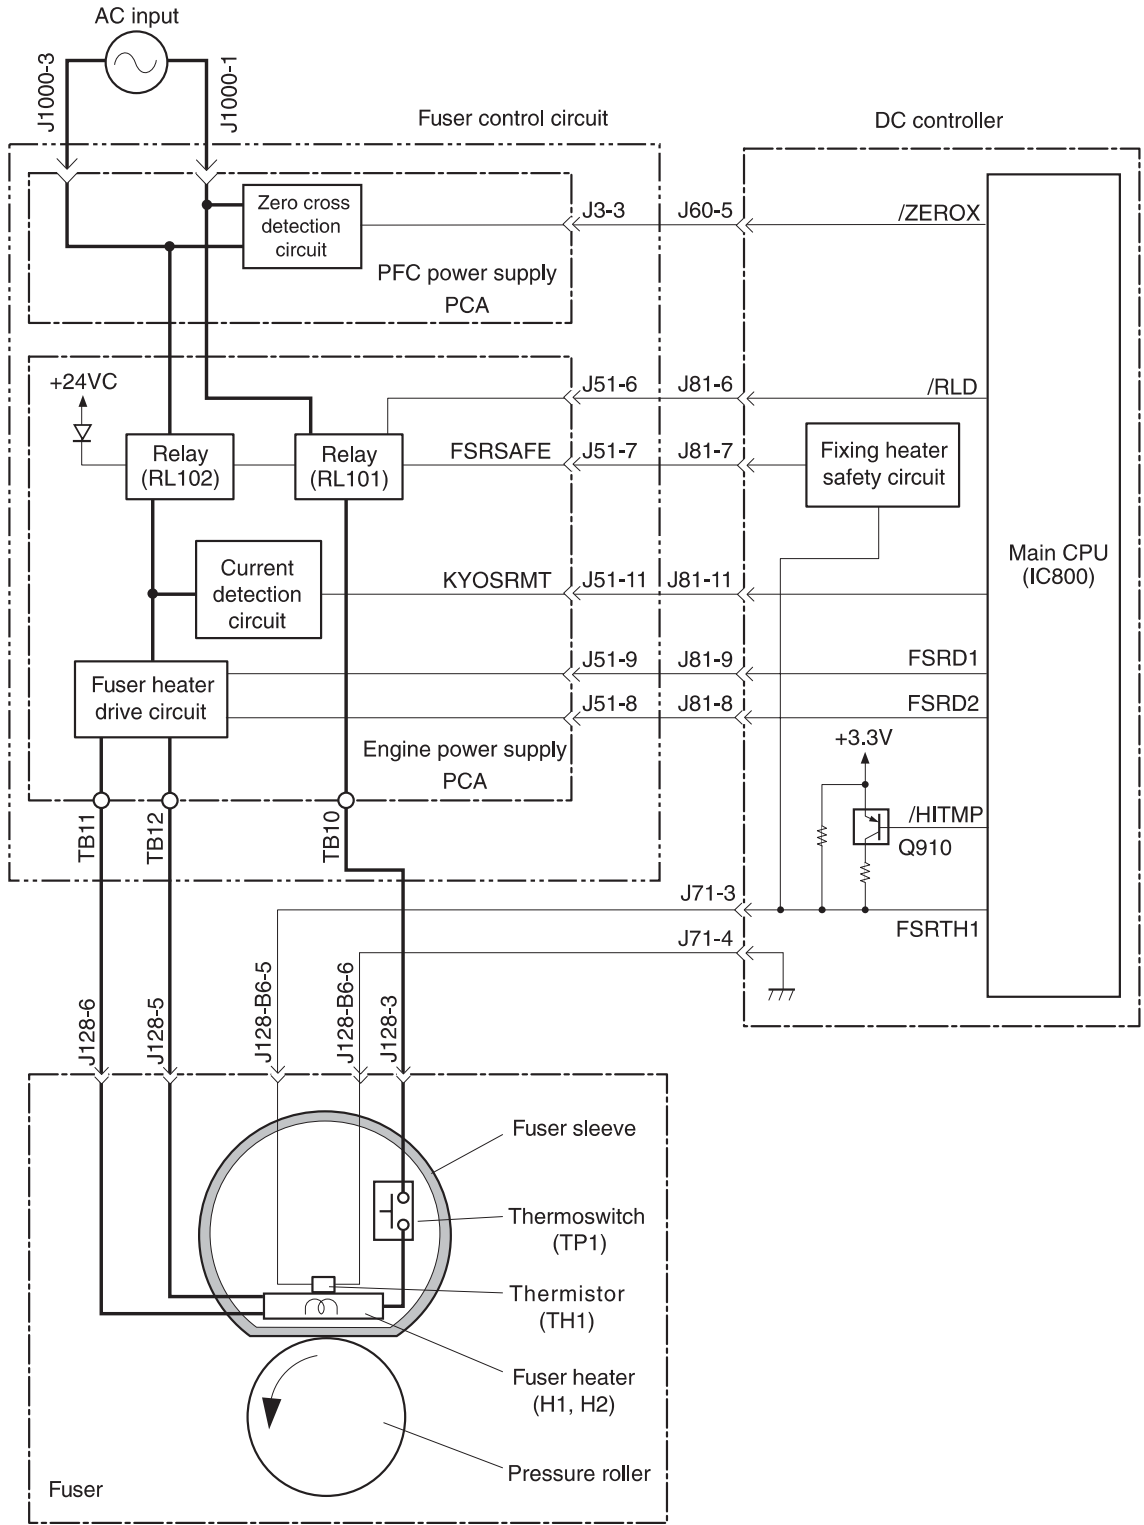 AC input
J1000-3
J1000-1
Fuser control circuit
DC controller
Zero cross
detection
circuit
J3-3
J60-5
/ZEROX
PFC power supply
PCA
+24VC
J51-6
J81-6
/RLD
Relay
(RL102)
Relay
(RL101)
FSRSAFE
J51-7
J81-7
Fixing heater
safety circuit
Main CPU
(IC800)
Current
detection
circuit
KYOSRMT
J51-11
J81-11
Fuser heater
drive circuit
J51-9
J81-9
FSRD1
J51-8
J81-8
FSRD2
Engine power supply
PCA
+3.3V
/HITMP
Q910
TB11
TB12
TB10
J71-3
FSRTH1
J71-4
J128-6
J128-5
J128-B6-5
J128-B6-6
J128-3
Fuser sleeve
Thermoswitch
(TP1)
Thermistor
(TH1)
Fuser heater
(H1, H2)
Pressure roller
Fuser